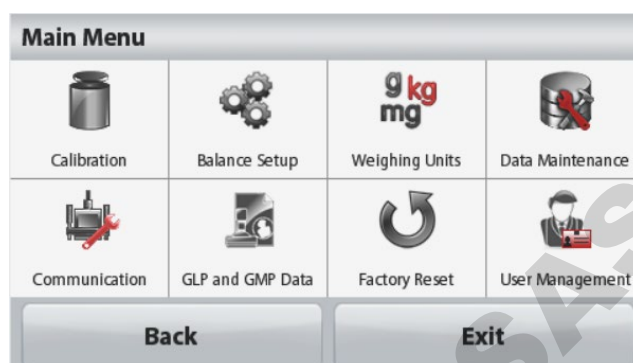 Main Menu
g kg
mg
Calibration Balance Setup Weighing Units Data Maintenance
Communication GLP and GMP Data Factory Reset User Management
Back Exit